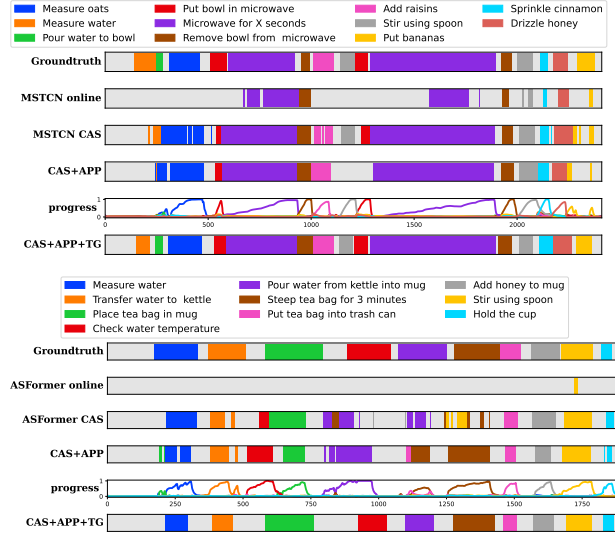 Measure oats
Put bowl in microwave
Add raisins
Sprinkle cinnamon
Measure water
Microwave for X seconds
Stir using spoon
Drizzle honey
Pour water to bowl
Remove bowl from microwave
Put bananas
Groundtruth
MSTCN online
MSTCN CAS
CAS+APP
progress
1
0
0
500
1000
1500
2000
CAS+APP+TG
Measure water
Pour water from kettle into mug
Add honey to mug
Transfer water to kettle
Steep tea bag for 3 minutes
Stir using spoon
Place tea bag in mug
Put tea bag into trash can
Hold the cup
Check water temperature
Groundtruth
ASFormer online
ASFormer CAS
CAS+APP
progress
1
0
0
250
500
750
1000
1250
1500
1750
CAS+APP+TG